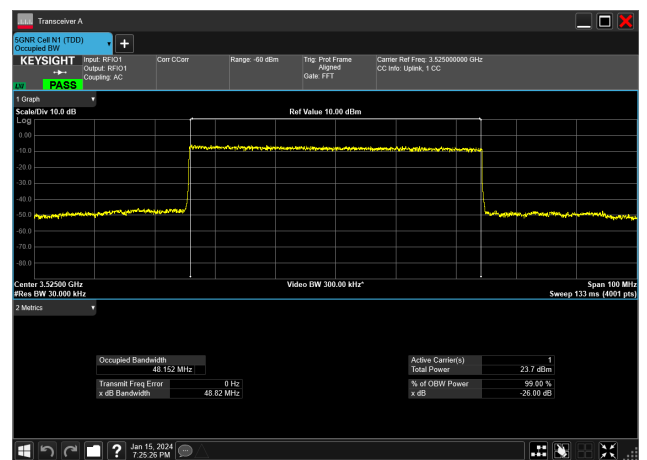 Transceiver A
5GNR Cell N1 (TDD)
Occupied BW
KEYSIGHT
LV
PASS
Input: RFIO1
Output: RFIO1
Coupling: AC
Corr CCorr
Range: -60 dBm
Trig: Prot Frame
Aligned
Gate: FFT
Carrier Ref Freq: 3.525000000 GHz
CC Info: Uplink, 1 CC
1 Graph
Scale/Div 10.0 dB
Ref Value 10.00 dBm
Log
0.00
-10.0
-20.0
-30.0
-40.0
-50.0
-60.0
-70.0
-80.0
Center 3.52500 GHz
Video BW 300.00 kHz*
Span 100 MHz
#Res BW 30.000 kHz
Sweep 133 ms (4001 pts)
2 Metrics
Occupied Bandwidth
48.152 MHz
Active Carrier(s) 1
Total Power 23.7 dBm
Transmit Freq Error 0 Hz
x dB Bandwidth 48.82 MHz
% of OBW Power 99.00 %
x dB -26.00 dB
Jan 15, 2024
7:25:26 PM